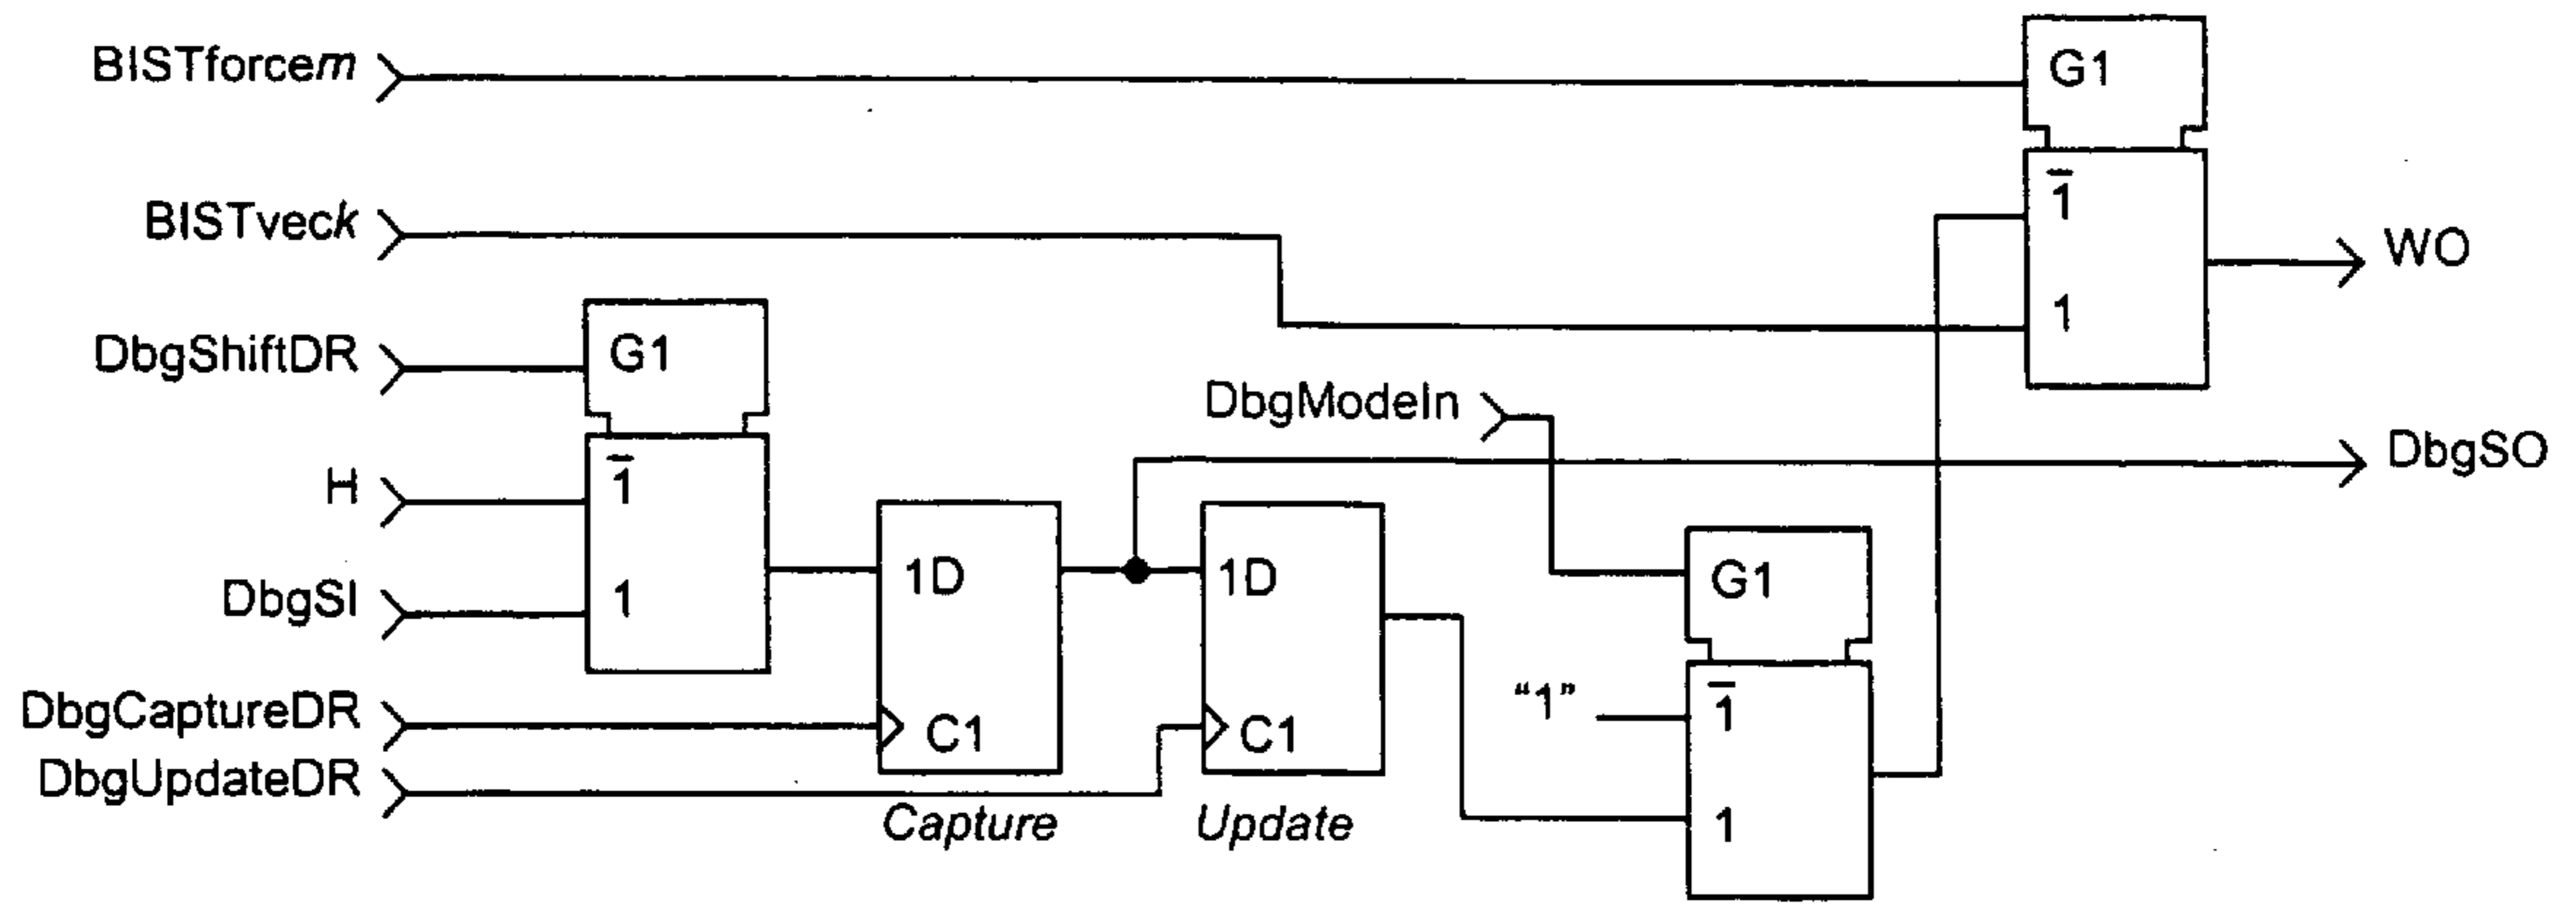 BISTforcem
G1
BISTveck
1
WO
1
DbgShiftDR
G1
DbgModeIn
DbgSO
H
1
1D
1D
G1
DbgSI
1
"1"
1
DbgCaptureDR
C1
C1
DbgUpdateDR
Capture
Update
1